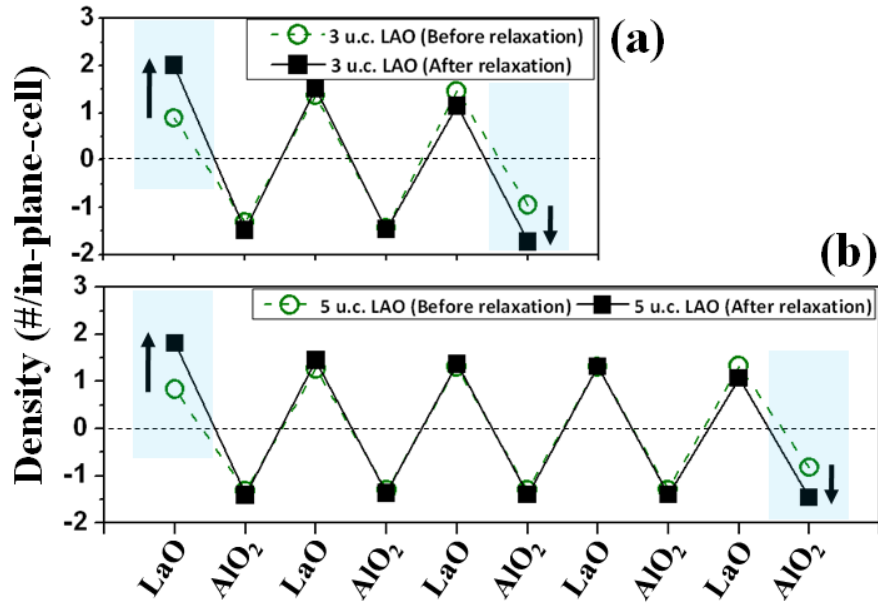 3
2
1
0
-1
-2
3 u.c. LAO (Before relaxation)
3 u.c. LAO (After relaxation)
(a)
(b)
3
2
1
0
-1
-2
5 u.c. LAO (Before relaxation) 5 u.c. LAO (After relaxation)
Density (#/in-plane-cell)
LaO AlO₂ LaO AlO₂ LaO AlO₂ LaO AlO₂ LaO AlO₂